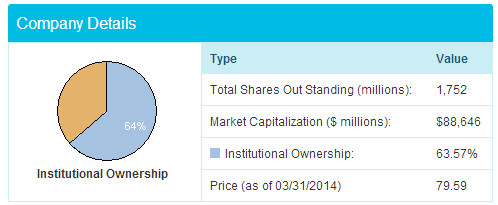 Company Details
Type Value
Total Shares Out Standing (millions): 1,752
Market Capitalization ($ millions): $88,646
64%
Institutional Ownership: 63.57%
Institutional Ownership
Price (as of 03/31/2014) 79.59